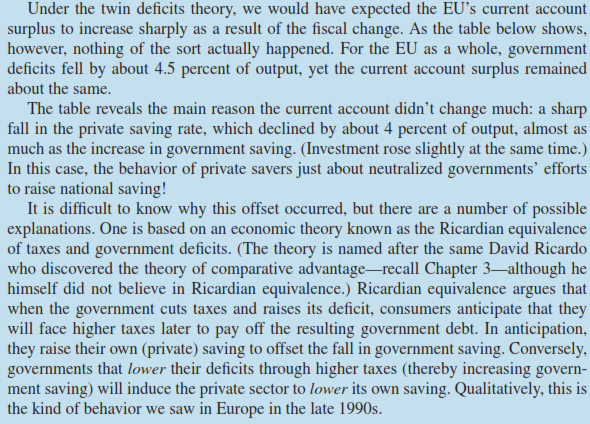 Under the twin deficits theory, we would have expected the EU's current account
surplus to increase sharply as a result of the fiscal change. As the table below shows,
however, nothing of the sort actually happened. For the EU as a whole, government
deficits fell by about 4.5 percent of output, yet the current account surplus remained
about the same.
The table reveals the main reason the current account didn't change much: a sharp
fall in the private saving rate, which declined by about 4 percent of output, almost as
much as the increase in government saving. (Investment rose slightly at the same time.)
In this case, the behavior of private savers just about neutralized governments' efforts
to raise national saving!
It is difficult to know why this offset occurred, but there are a number of possible
explanations. One is based on an economic theory known as the Ricardian equivalence
of taxes and government deficits. (The theory is named after the same David Ricardo
who discovered the theory of comparative advantage—recall Chapter 3—although he
himself did not believe in Ricardian equivalence.) Ricardian equivalence argues that
when the government cuts taxes and raises its deficit, consumers anticipate that they
will face higher taxes later to pay off the resulting government debt. In anticipation,
they raise their own (private) saving to offset the fall in government saving. Conversely,
governments that lower their deficits through higher taxes (thereby increasing govern-
ment saving) will induce the private sector to lower its own saving. Qualitatively, this is
the kind of behavior we saw in Europe in the late 1990s.